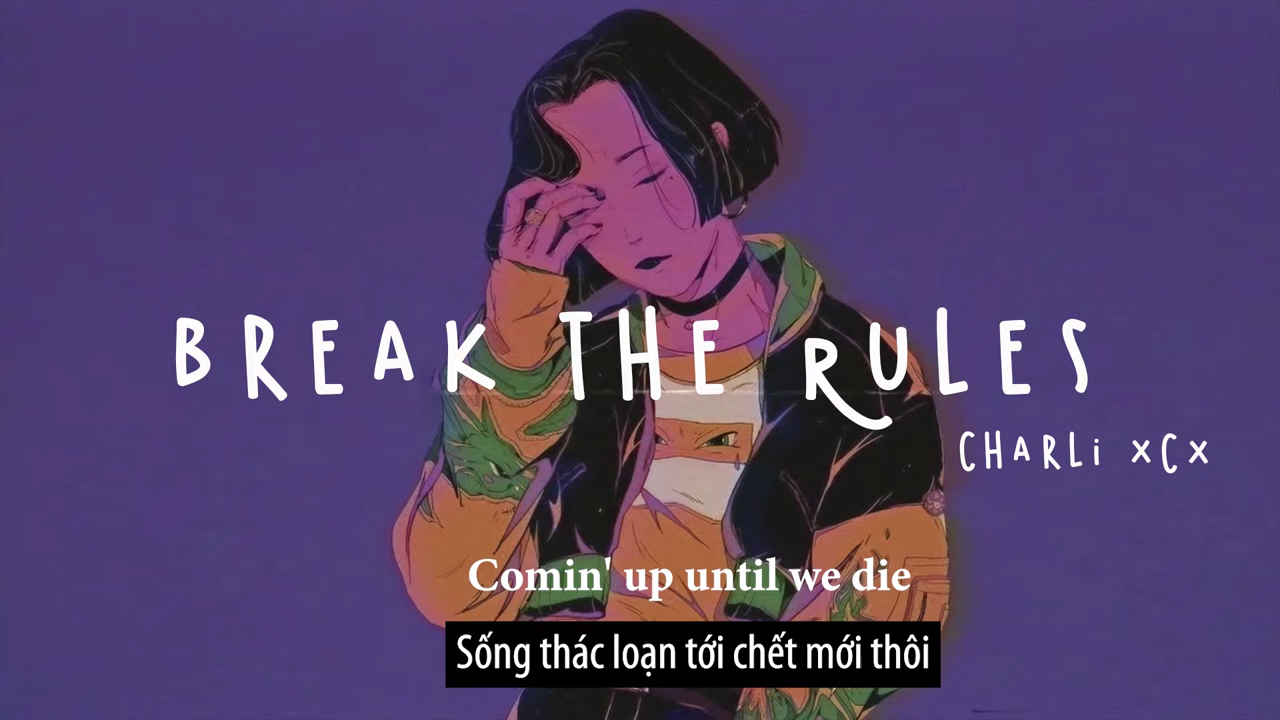 BREAK THE RULES
CHARLi XCX
Comin' up until we die
Sống thác loạn tới chết mới thôi